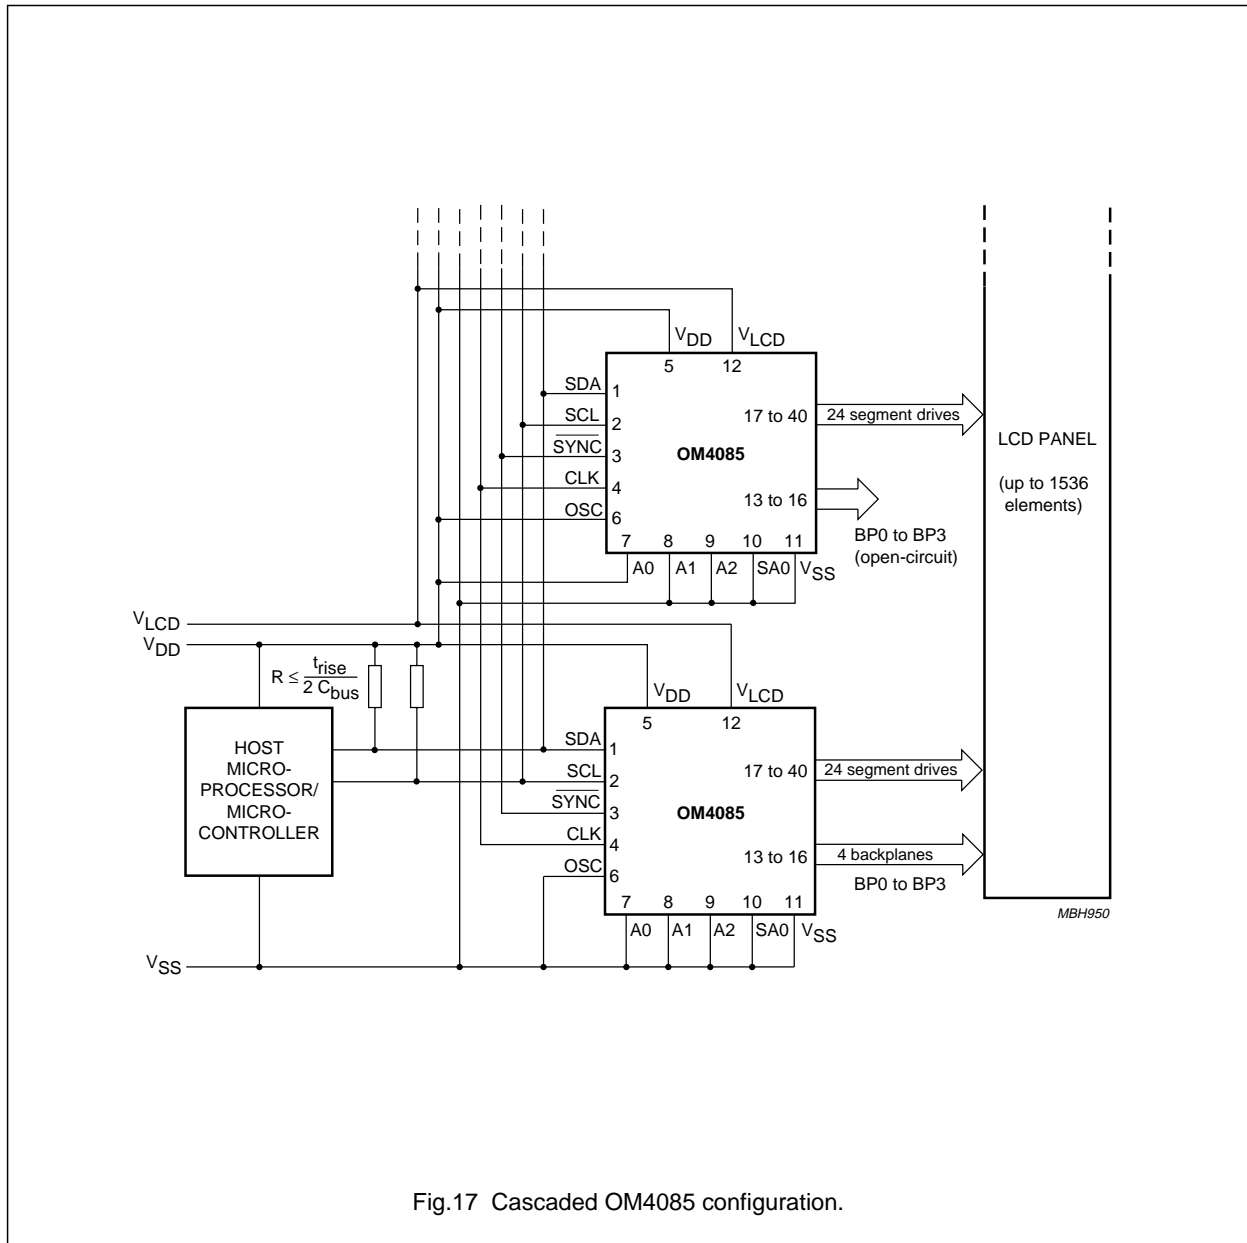 VDD
VLCD
5
12
SDA
1
SCL
2
SYNC
3
CLK
4
OSC
6
OM4085
17 to 40
24 segment drives
13 to 16
BP0 to BP3
(open-circuit)
7
8
9
10
11
A0
A1
A2
SA0
VSS
LCD PANEL
(up to 1536
elements)
VLCD
VDD
R ≤ trise
2 Cbus
HOST
MICRO-
PROCESSOR/
MICRO-
CONTROLLER
VSS
VDD
VLCD
5
12
SDA
1
SCL
2
SYNC
3
CLK
4
OSC
6
OM4085
17 to 40
24 segment drives
13 to 16
4 backplanes
BP0 to BP3
7
8
9
10
11
A0
A1
A2
SA0
VSS
MBH950
Fig.17 Cascaded OM4085 configuration.